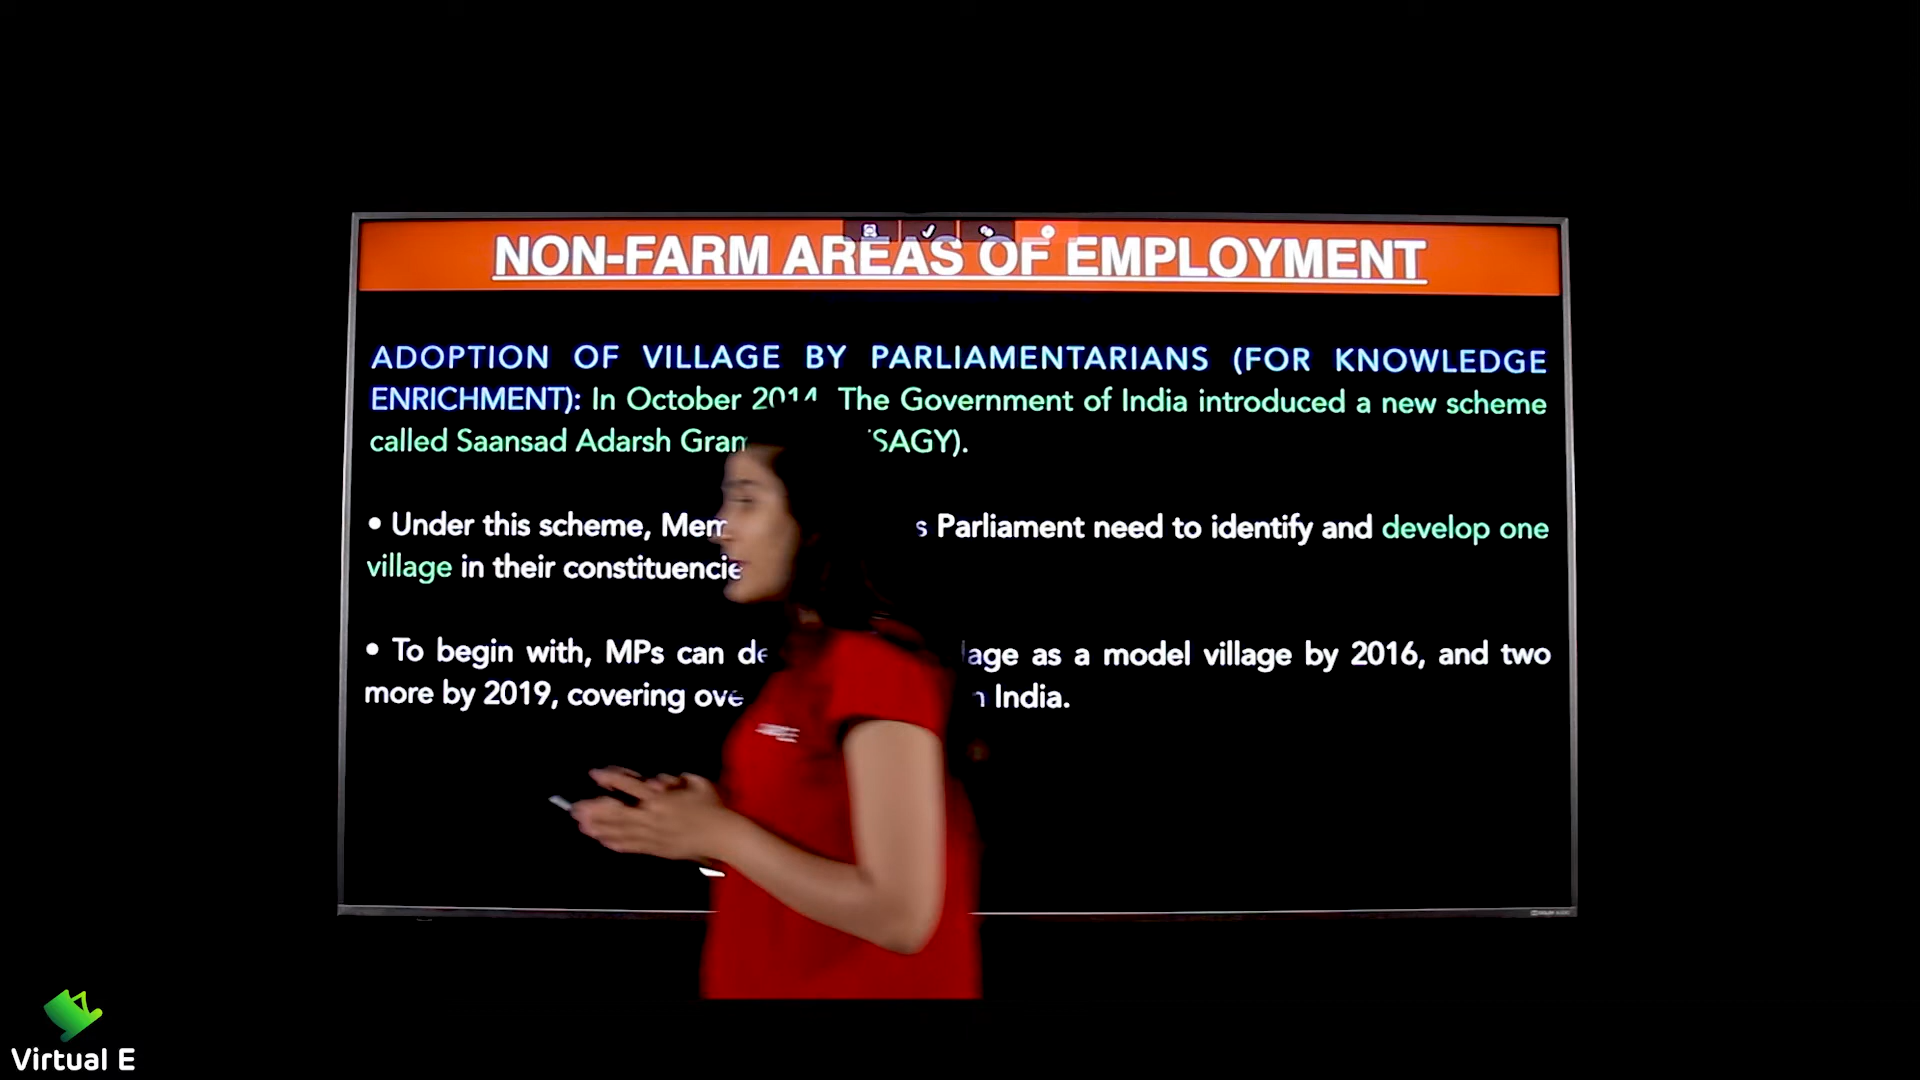 NON-FARM AREAS OF EMPLOYMENT
ADOPTION OF VILLAGE BY PARLIAMENTARIANS (FOR KNOWLEDGE
ENRICHMENT): In October 2014, The Government of India introduced a new scheme
called Saansad Adarsh SAGY).
• Under this scheme, Parliament need to identify and develop one
village in their
• To begin with, MPs can as a model village by 2016, and two
more by 2019, covering India.
Virtual E